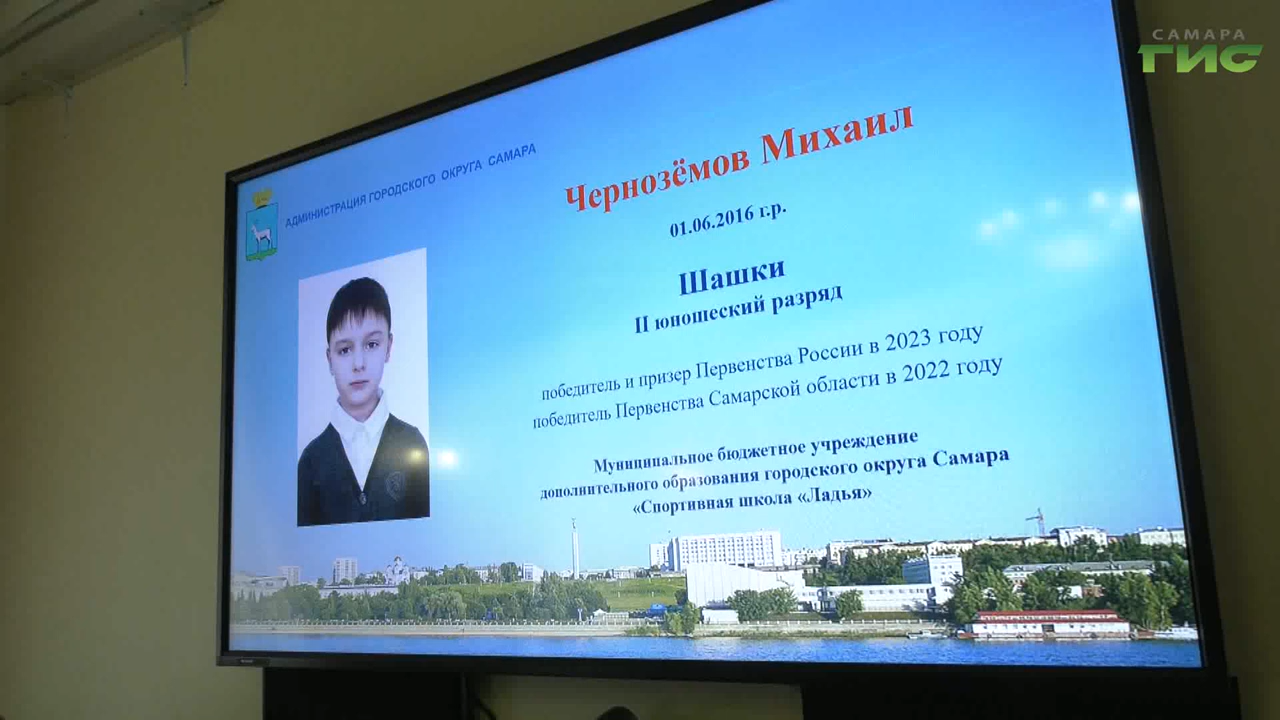 САМАРА
ГИС
АДМИНИСТРАЦИЯ ГОРОДСКОГО ОКРУГА САМАРА
Чернозёмов Михаил
01.06.2016 г.р.
Шашки
II юношеский разряд
победитель и призер Первенства России в 2023 году
победитель Первенства Самарской области в 2022 году
Муниципальное бюджетное учреждение
дополнительного образования городского округа Самара
«Спортивная школа «Ладья»